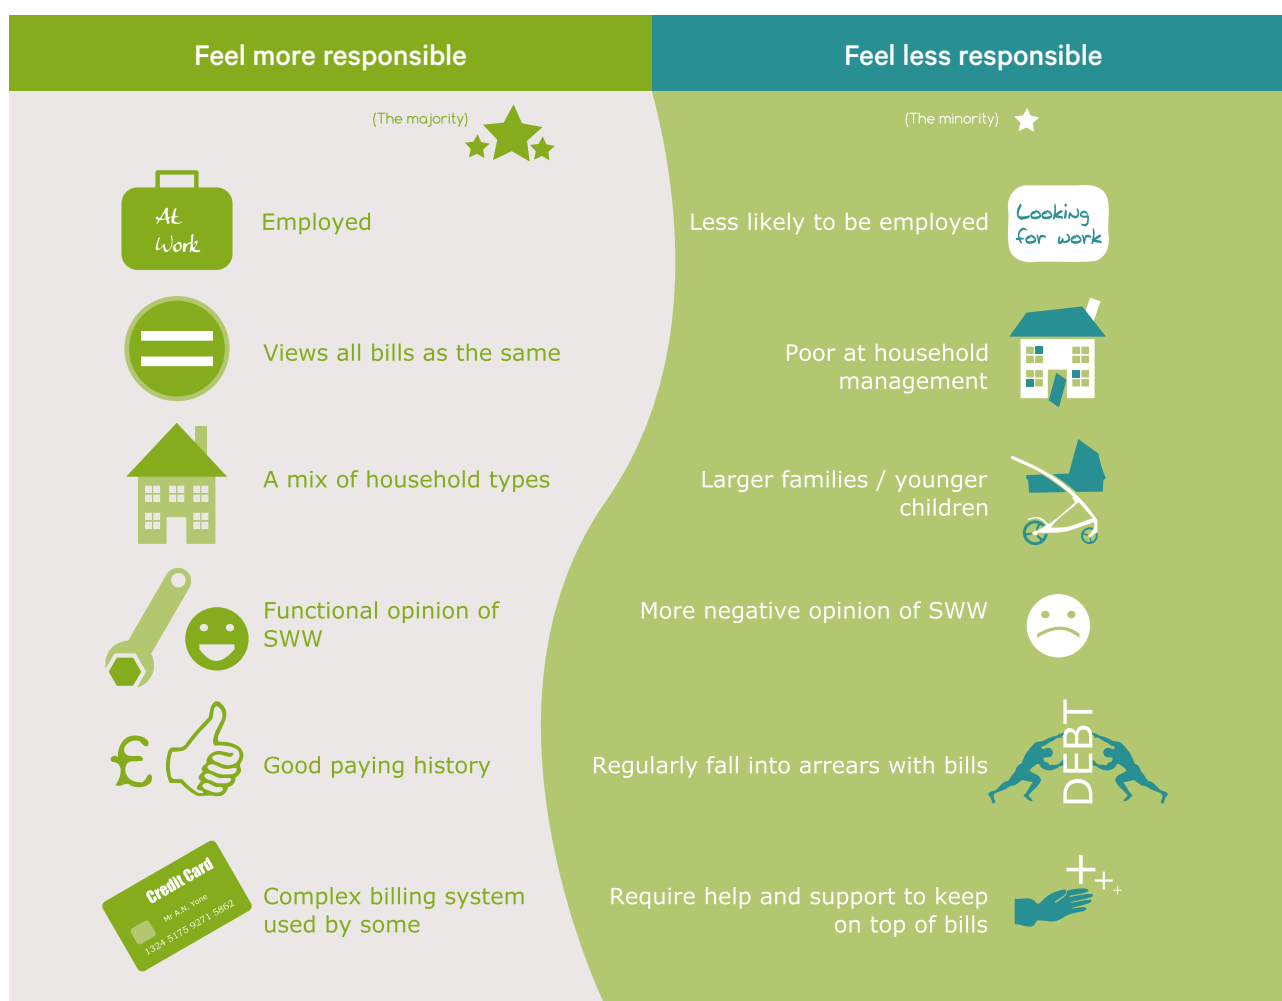 Feel more responsible
(The majority)
At
Work
Employed
Views all bills as the same
A mix of household types
Functional opinion of
SWW
£
Good paying history
Credit Card
Mr A.N. Yone
1324 5175 9271 5862
Complex billing system
used by some
Feel less responsible
(The minority)
Less likely to be employed
Looking
for work
Poor at household
management
Larger families / younger
children
More negative opinion of SWW
Regularly fall into arrears with bills
DEBT
Require help and support to keep
on top of bills